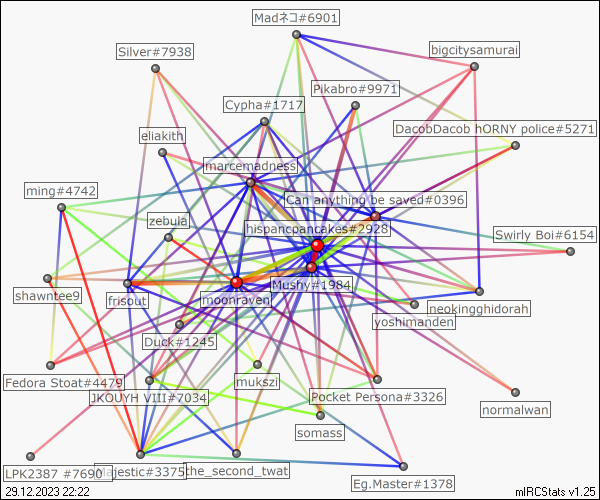 Madネコ#6901
Silver#7938
bigcitysamurai
Pikabro#9971
Cypha#1717
DacobDacob hORNY police#5271
eliakith
marcemadness
ming#4742
Can anything be saved#0396
zebula
hispancpancakes#2928
Swirly Boi#6154
Mushy#1984
shawntee9
frisout
moonraven
neokingghidorah
yoshimanden
Duck#1245
Fedora Stoat#4479
mukszi
JKOUYH VIII#7034
Pocket Persona#3326
normalwan
somass
LPK2387 #7690
ajestic#3375
the_second_twat
Eg.Master#1378
29.12.2023 22:22
mIRCStats v1.25